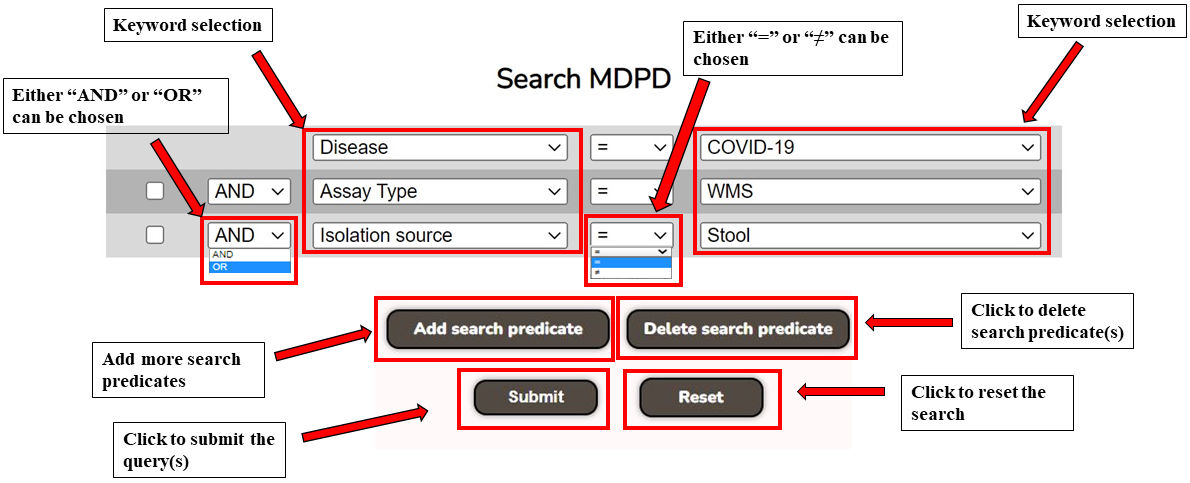 Keyword selection
Keyword selection
Either “=” or “≠” can be
chosen
Search MDPD
Either “AND” or “OR”
can be chosen
Disease = COVID-19
AND Assay Type = WMS
AND Isolation source = Stool
AND =
OR =
≠
Add search predicate Delete search predicate
Click to delete
search predicate(s)
Add more search
predicates
Submit Reset
Click to reset the
search
Click to submit the
query(s)